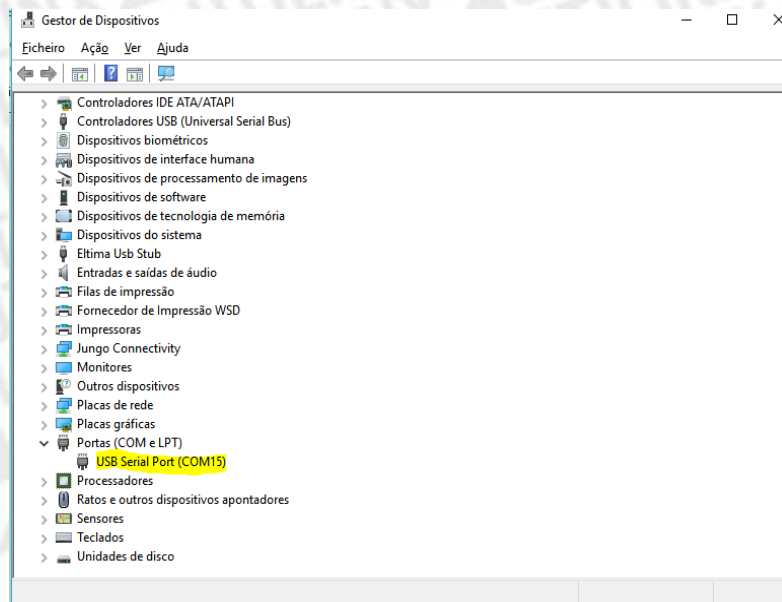 Gestor de Dispositivos
Ficheiro Ação Ver Ajuda
Controladores IDE ATA/ATAPI
Controladores USB (Universal Serial Bus)
Dispositivos biométricos
Dispositivos de interface humana
Dispositivos de processamento de imagens
Dispositivos de software
Dispositivos de tecnologia de memória
Dispositivos do sistema
Eltima Usb Stub
Entradas e saídas de áudio
Filas de impressão
Fornecedor de Impressão WSD
Impressoras
Jungo Connectivity
Monitores
Outros dispositivos
Placas de rede
Placas gráficas
Portas (COM e LPT)
USB Serial Port (COM15)
Processadores
Ratos e outros dispositivos apontadores
Sensores
Teclados
Unidades de disco